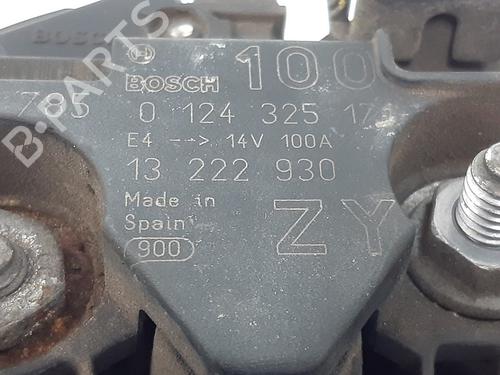 BOSCH
BOSCH 100
785 0 124 325 17
E4 --> 14V 100A
13 222 930
Made in
Spain
900
ZY
B-PARTS